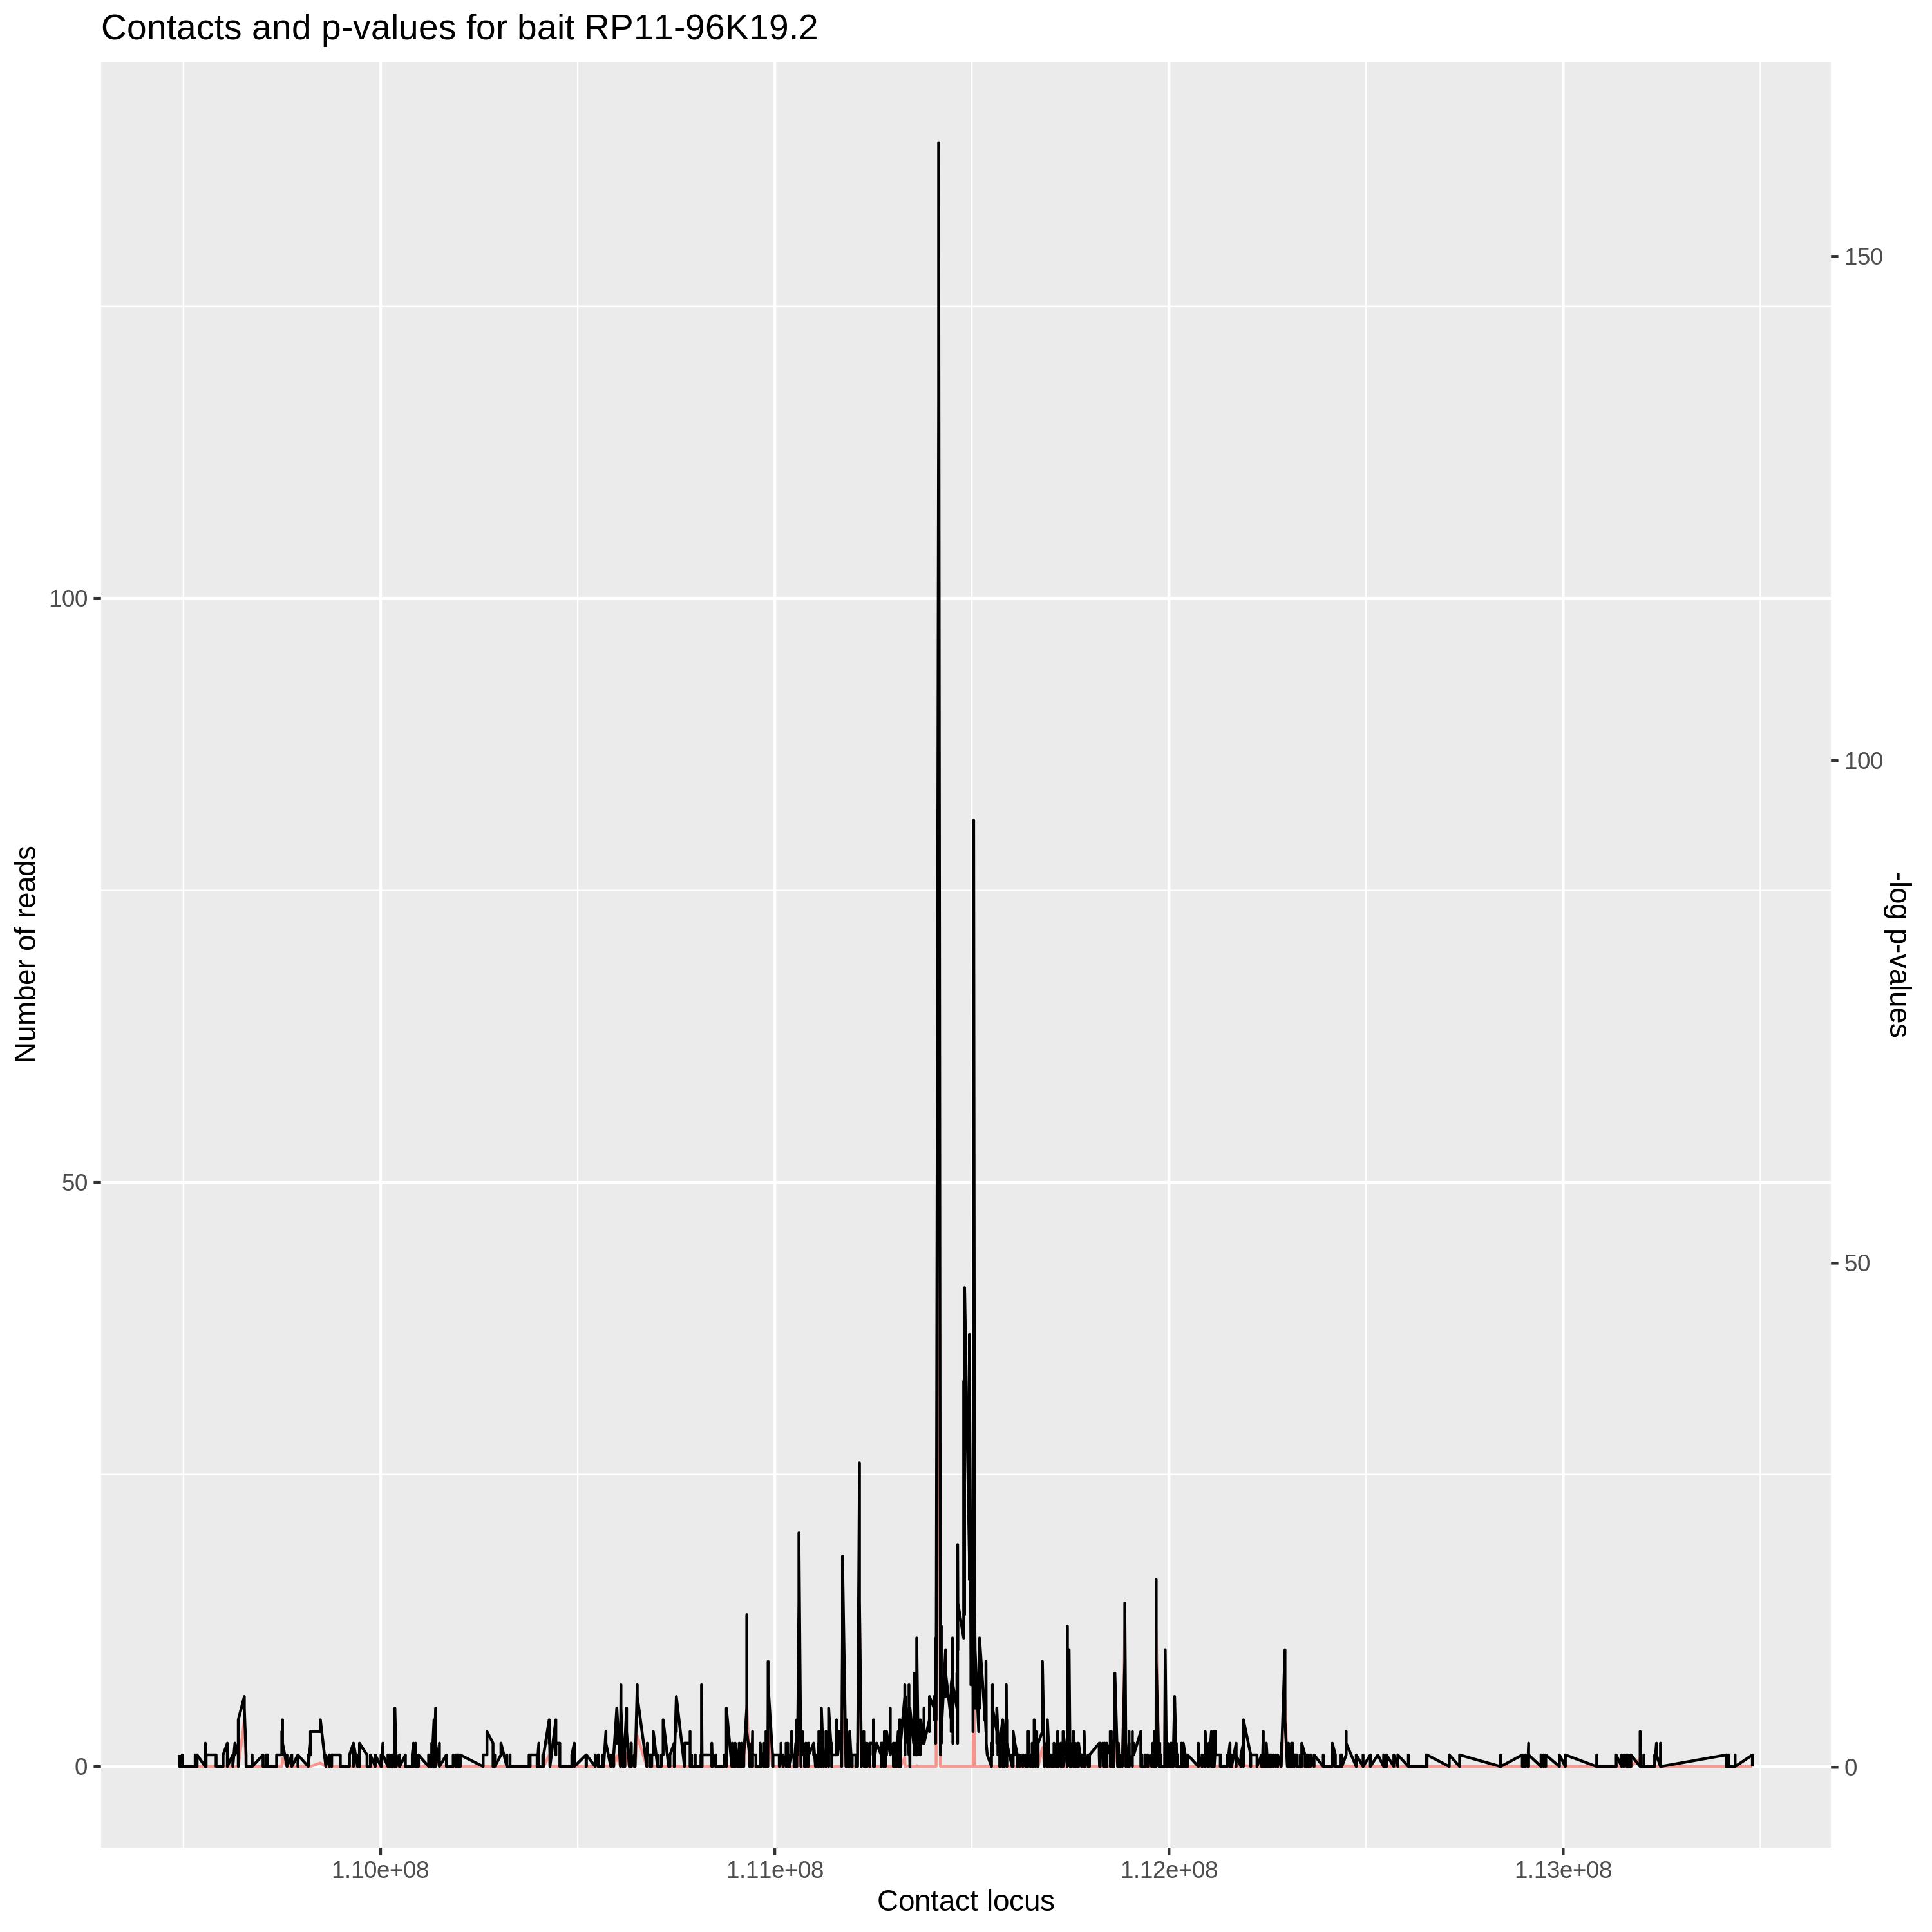 Contacts and p-values for bait RP11-96K19.2
Number of reads
100
50
0
150
100
50
0
-log p-values
1.10e+08
1.11e+08
1.12e+08
1.13e+08
Contact locus